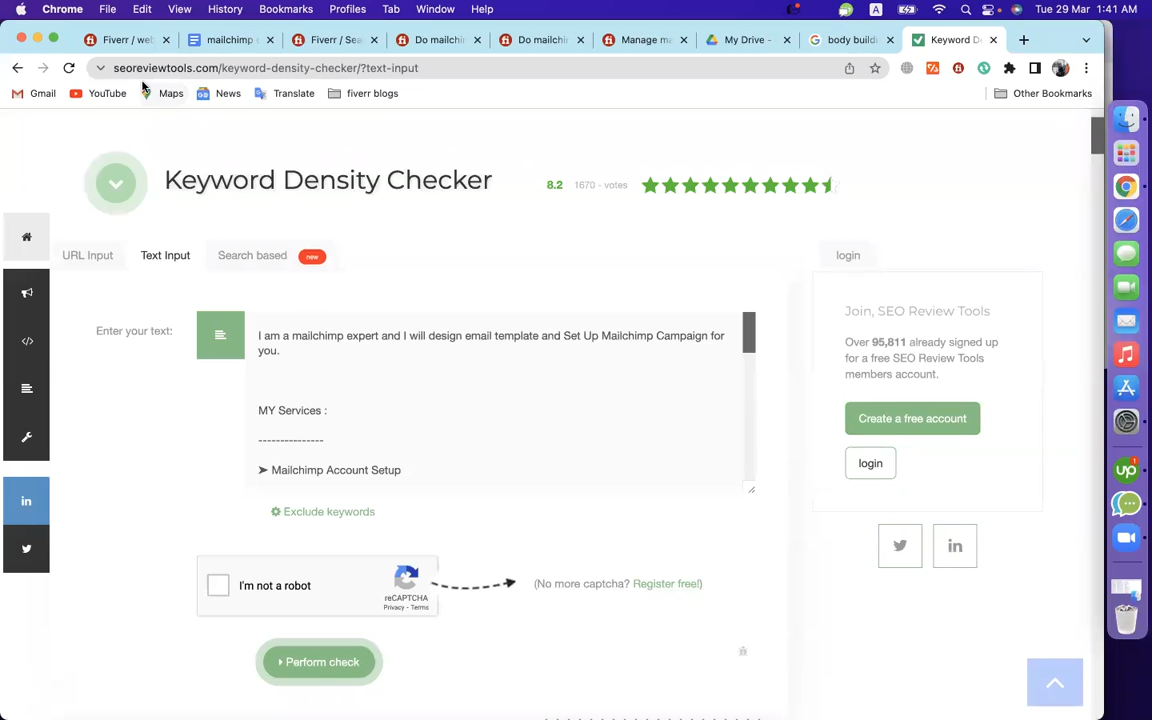 Chrome File Edit View History Bookmarks Profiles Tab Window Help A Tue 29 Mar 1:41 AM
Fiverr / we mailchimp Fiverr / Sea Do mailchi Do mailchi Manage ma My Drive - body build Keyword De
seoreviewtools.com/keyword-density-checker/?text-input
Gmail YouTube Maps News Translate fiverr blogs Other Bookmarks
Keyword Density Checker 8.2 1670 - votes
URL Input Text Input Search based new login
Enter your text:
I am a mailchimp expert and I will design email template and Set Up Mailchimp Campaign for
you.
MY Services :
---------------
➤ Mailchimp Account Setup
Exclude keywords
I'm not a robot
reCAPTCHA
Privacy - Terms
(No more captcha? Register free!)
Perform check
Join, SEO Review Tools
Over 95,811 already signed up
for a free SEO Review Tools
members account.
Create a free account
login
in
in
up
1